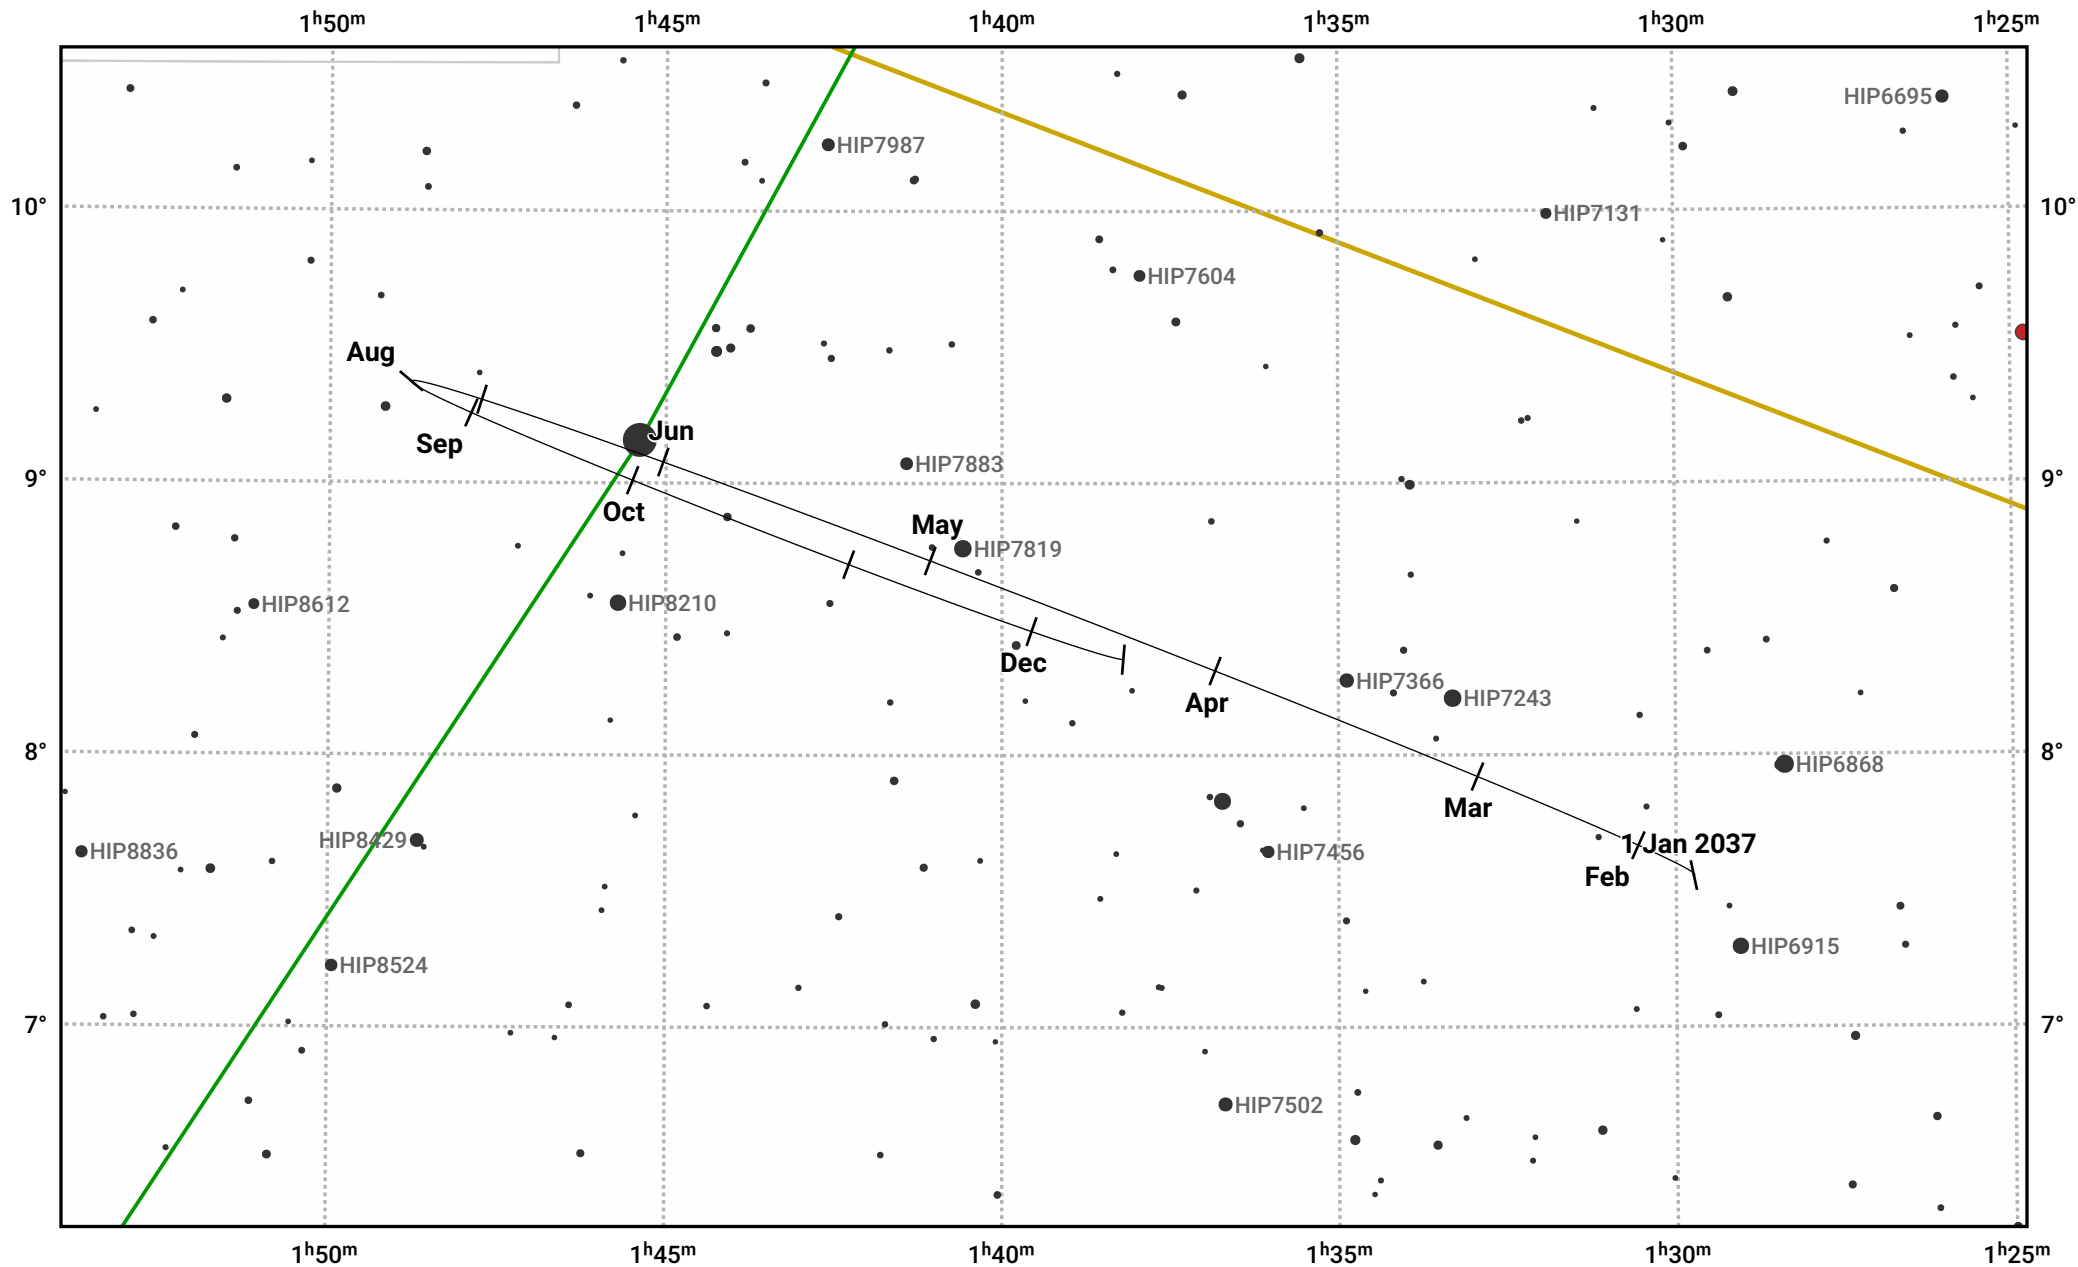 1ʰ50ᵐ 1ʰ45ᵐ 1ʰ40ᵐ 1ʰ35ᵐ 1ʰ30ᵐ 1ʰ25ᵐ
HIP6695
HIP7987
10° 10°
HIP7131
HIP7604
Aug
Jun
Sep
HIP7883
9° 9°
Oct
May
HIP7819
HIP8612
HIP8210
Dec
HIP7366
HIP7243
Apr
8° 8°
HIP6868
Mar
HIP8429
1 Jan 2037
HIP8836
HIP7456
Feb
HIP6915
HIP8524
7° 7°
HIP7502
1ʰ50ᵐ 1ʰ45ᵐ 1ʰ40ᵐ 1ʰ35ᵐ 1ʰ30ᵐ 1ʰ25ᵐ